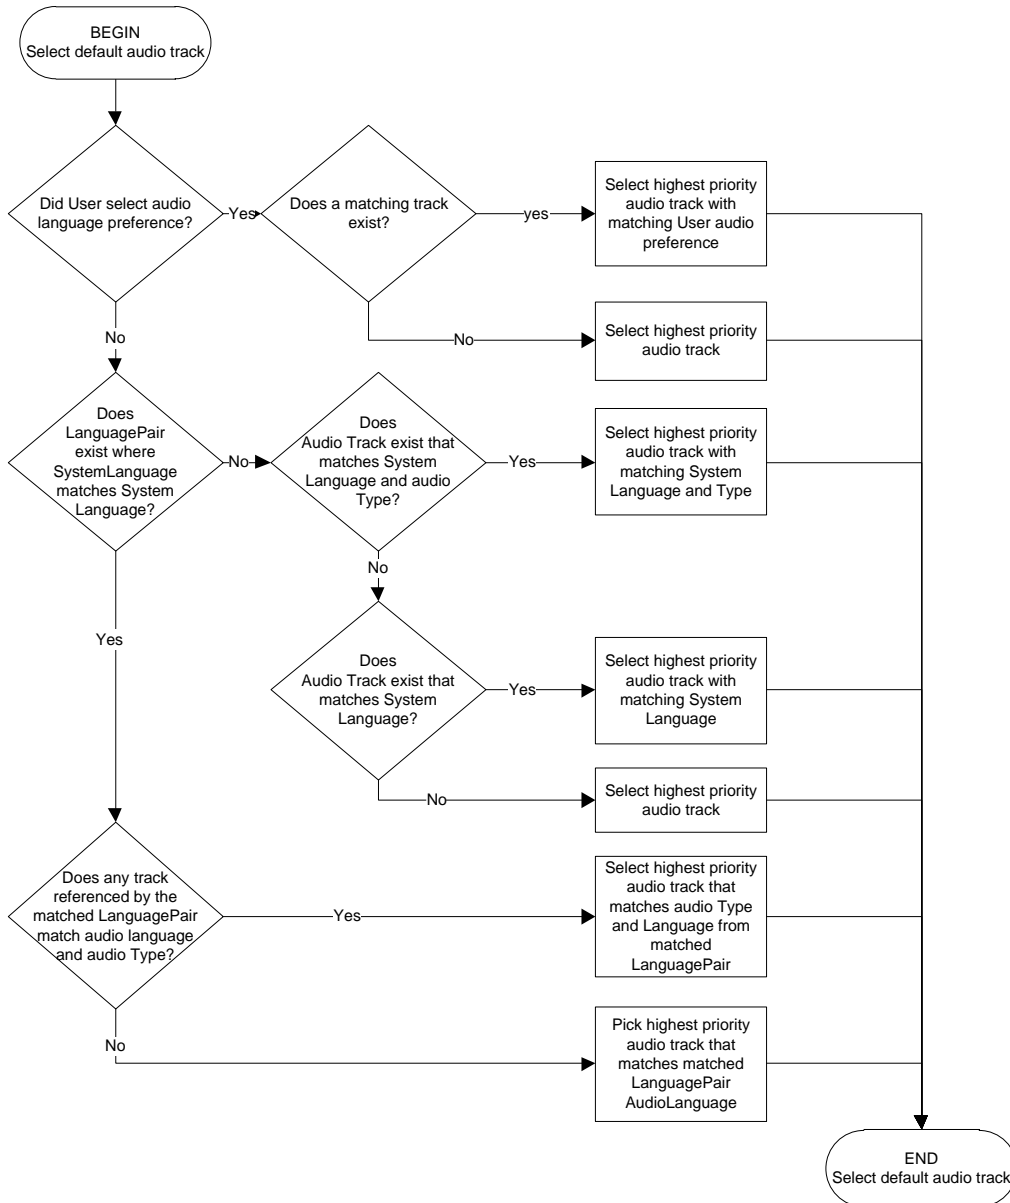 BEGIN
Select default audio track
Did User select audio
language preference?
Yes
Does a matching track
exist?
yes
Select highest priority
audio track with
matching User audio
preference
No
Select highest priority
audio track
No
Does
LanguagePair
exist where
SystemLanguage
matches System
Language?
No
Does
Audio Track exist that
matches System
Language and audio
Type?
Yes
Select highest priority
audio track with
matching System
Language and Type
No
Yes
Does
Audio Track exist that
matches System
Language?
Yes
Select highest priority
audio track with
matching System
Language
No
Select highest priority
audio track
Does any track
referenced by the
matched LanguagePair
match audio language
and audio Type?
Yes
Select highest priority
audio track that
matches audio Type
and Language from
matched
LanguagePair
No
Pick highest priority
audio track that
matches matched
LanguagePair
AudioLanguage
END
Select default audio track